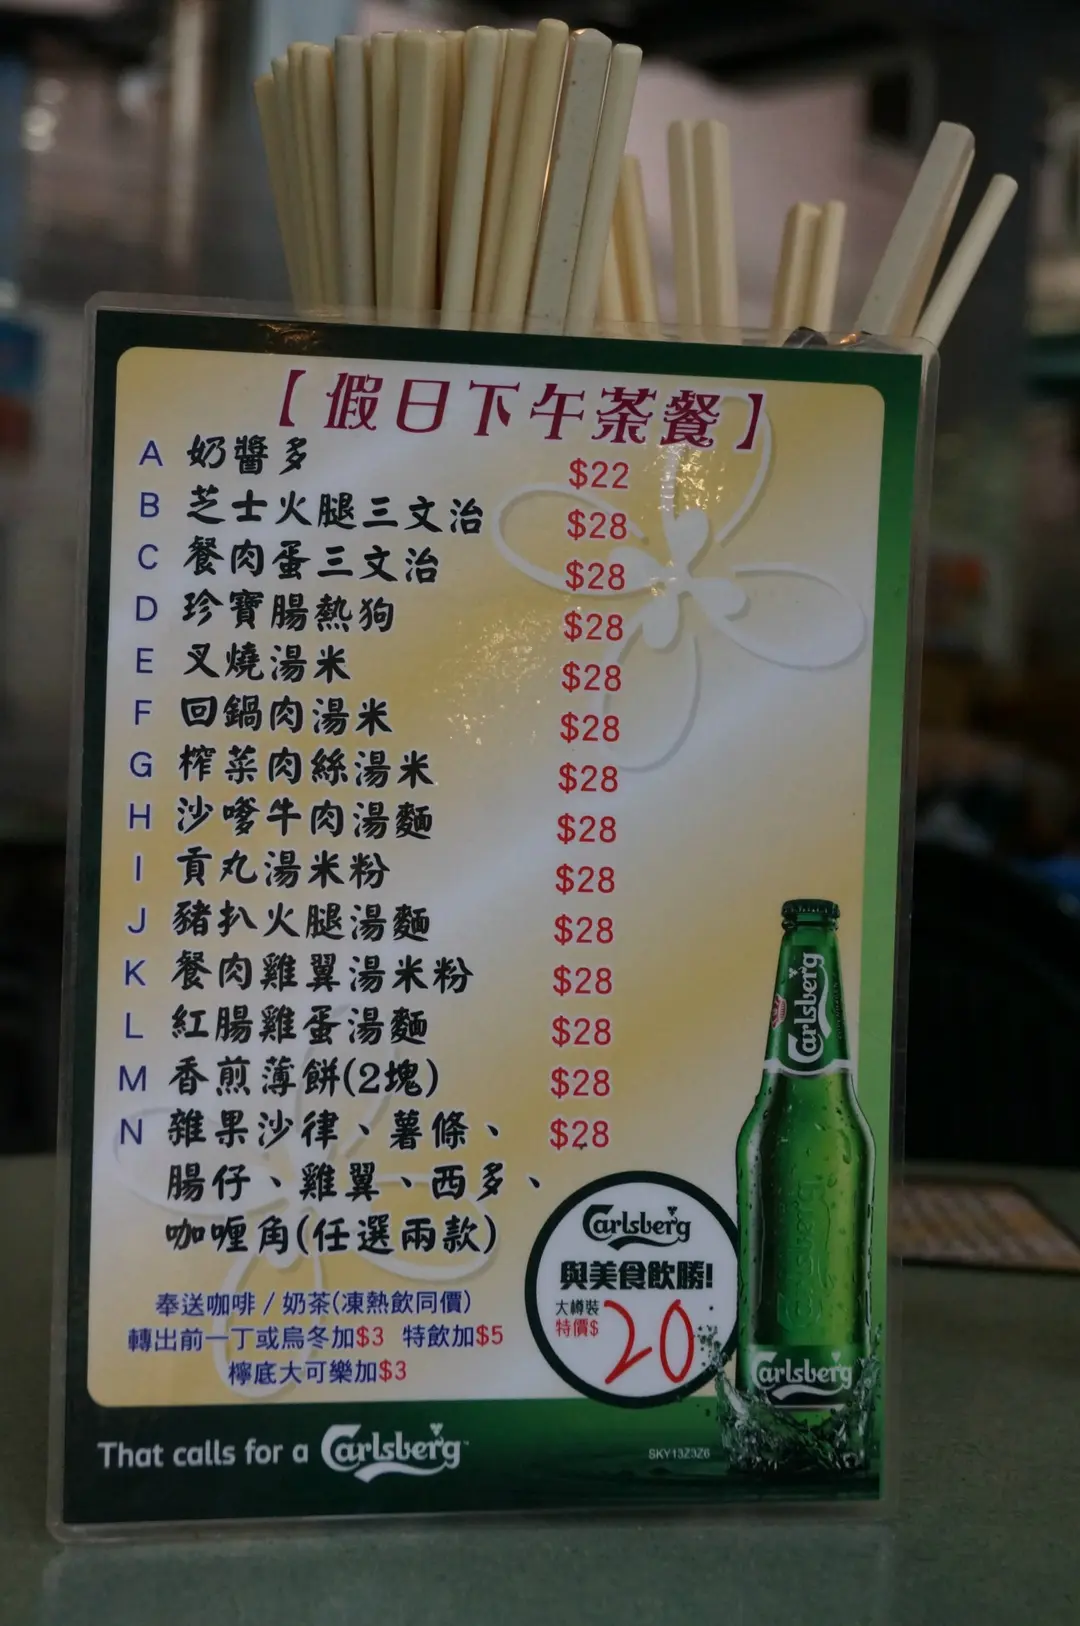 【假日下午茶餐】
A 奶醬多 $22
B 芝士火腿三文治 $28
C 餐肉蛋三文治 $28
D 珍寶腸熱狗 $28
E 叉燒湯米 $28
F 回鍋肉湯米 $28
G 榨菜肉絲湯米 $28
H 沙嗲牛肉湯麵 $28
I 貢丸湯米粉 $28
J 豬扒火腿湯麵 $28
K 餐肉雞翼湯米粉 $28
L 紅腸雞蛋湯麵 $28
M 香煎薄餅(2塊) $28
N 雜果沙律、薯條、 $28
腸仔、雞翼、西多、
咖喱角(任選兩款)
奉送咖啡/奶茶(凍熱飲同價)
轉出前一丁或烏冬加$3 特飲加$5
檸底大可樂加$3
Carlsberg
與美食飲勝!
大樽裝
特價$ 20
Carlsberg
Carlsberg
That calls for a Carlsberg
SKY13Z3Z6